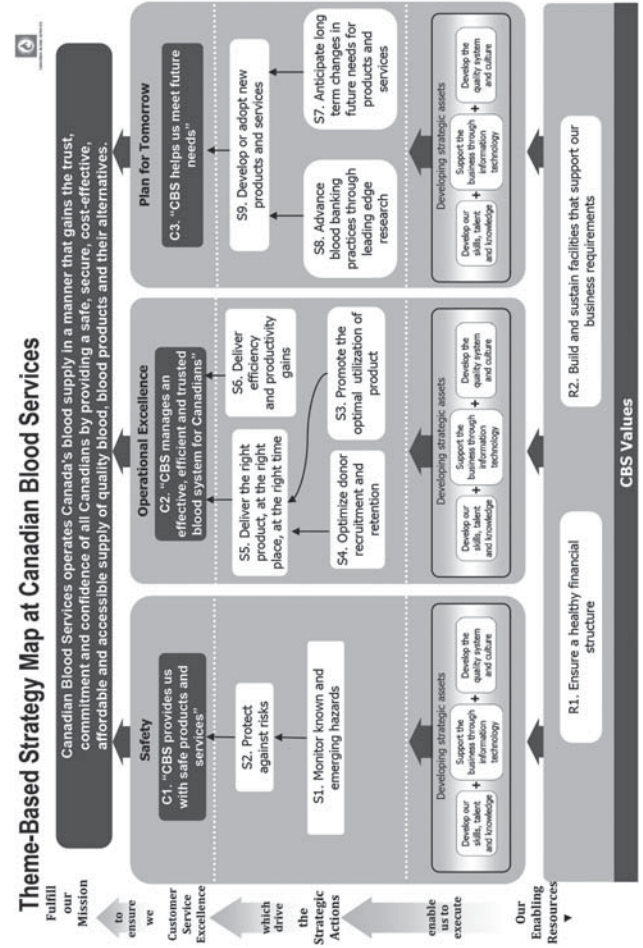 Theme-Based Strategy Map at Canadian Blood Services
Fulfill
our
Mission
Canadian Blood Services operates Canada's blood supply in a manner that gains the trust,
commitment and confidence of all Canadians by providing a safe, secure, cost-effective,
affordable and accessible supply of quality blood, blood products and their alternatives.
to
ensure
we
Customer
Service
Excellence
which
drive
the
Strategic
Actions
enable
us to
execute
Our
Enabling
Resources
Safety
C1. "CBS provides us
with safe products and
services"
S2. Protect
against risks
S1. Monitor known and
emerging hazards
Developing strategic assets
Develop our
skills, talent
and knowledge
+
Support the
business through
information
technology
+
Develop the
quality system
and culture
Operational Excellence
C2. "CBS manages an
effective, efficient and trusted
blood system for Canadians"
S5. Deliver the right
product, at the right
place, at the right time
S6. Deliver
efficiency
and productivity
gains
S4. Optimize donor
recruitment and
retention
S3. Promote the
optimal utilization of
product
Developing strategic assets
Develop our
skills, talent
and knowledge
+
Support the
business through
information
technology
+
Develop the
quality system
and culture
Plan for Tomorrow
C3. "CBS helps us meet future
needs"
S9. Develop or adopt new
products and services
S8. Advance
blood banking
practices through
leading edge
research
S7. Anticipate long
term changes in
future needs for
products and
services
Developing strategic assets
Develop our
skills, talent
and knowledge
+
Support the
business through
information
technology
+
Develop the
quality system
and culture
R1. Ensure a healthy financial
structure
R2. Build and sustain facilities that support our
business requirements
CBS Values